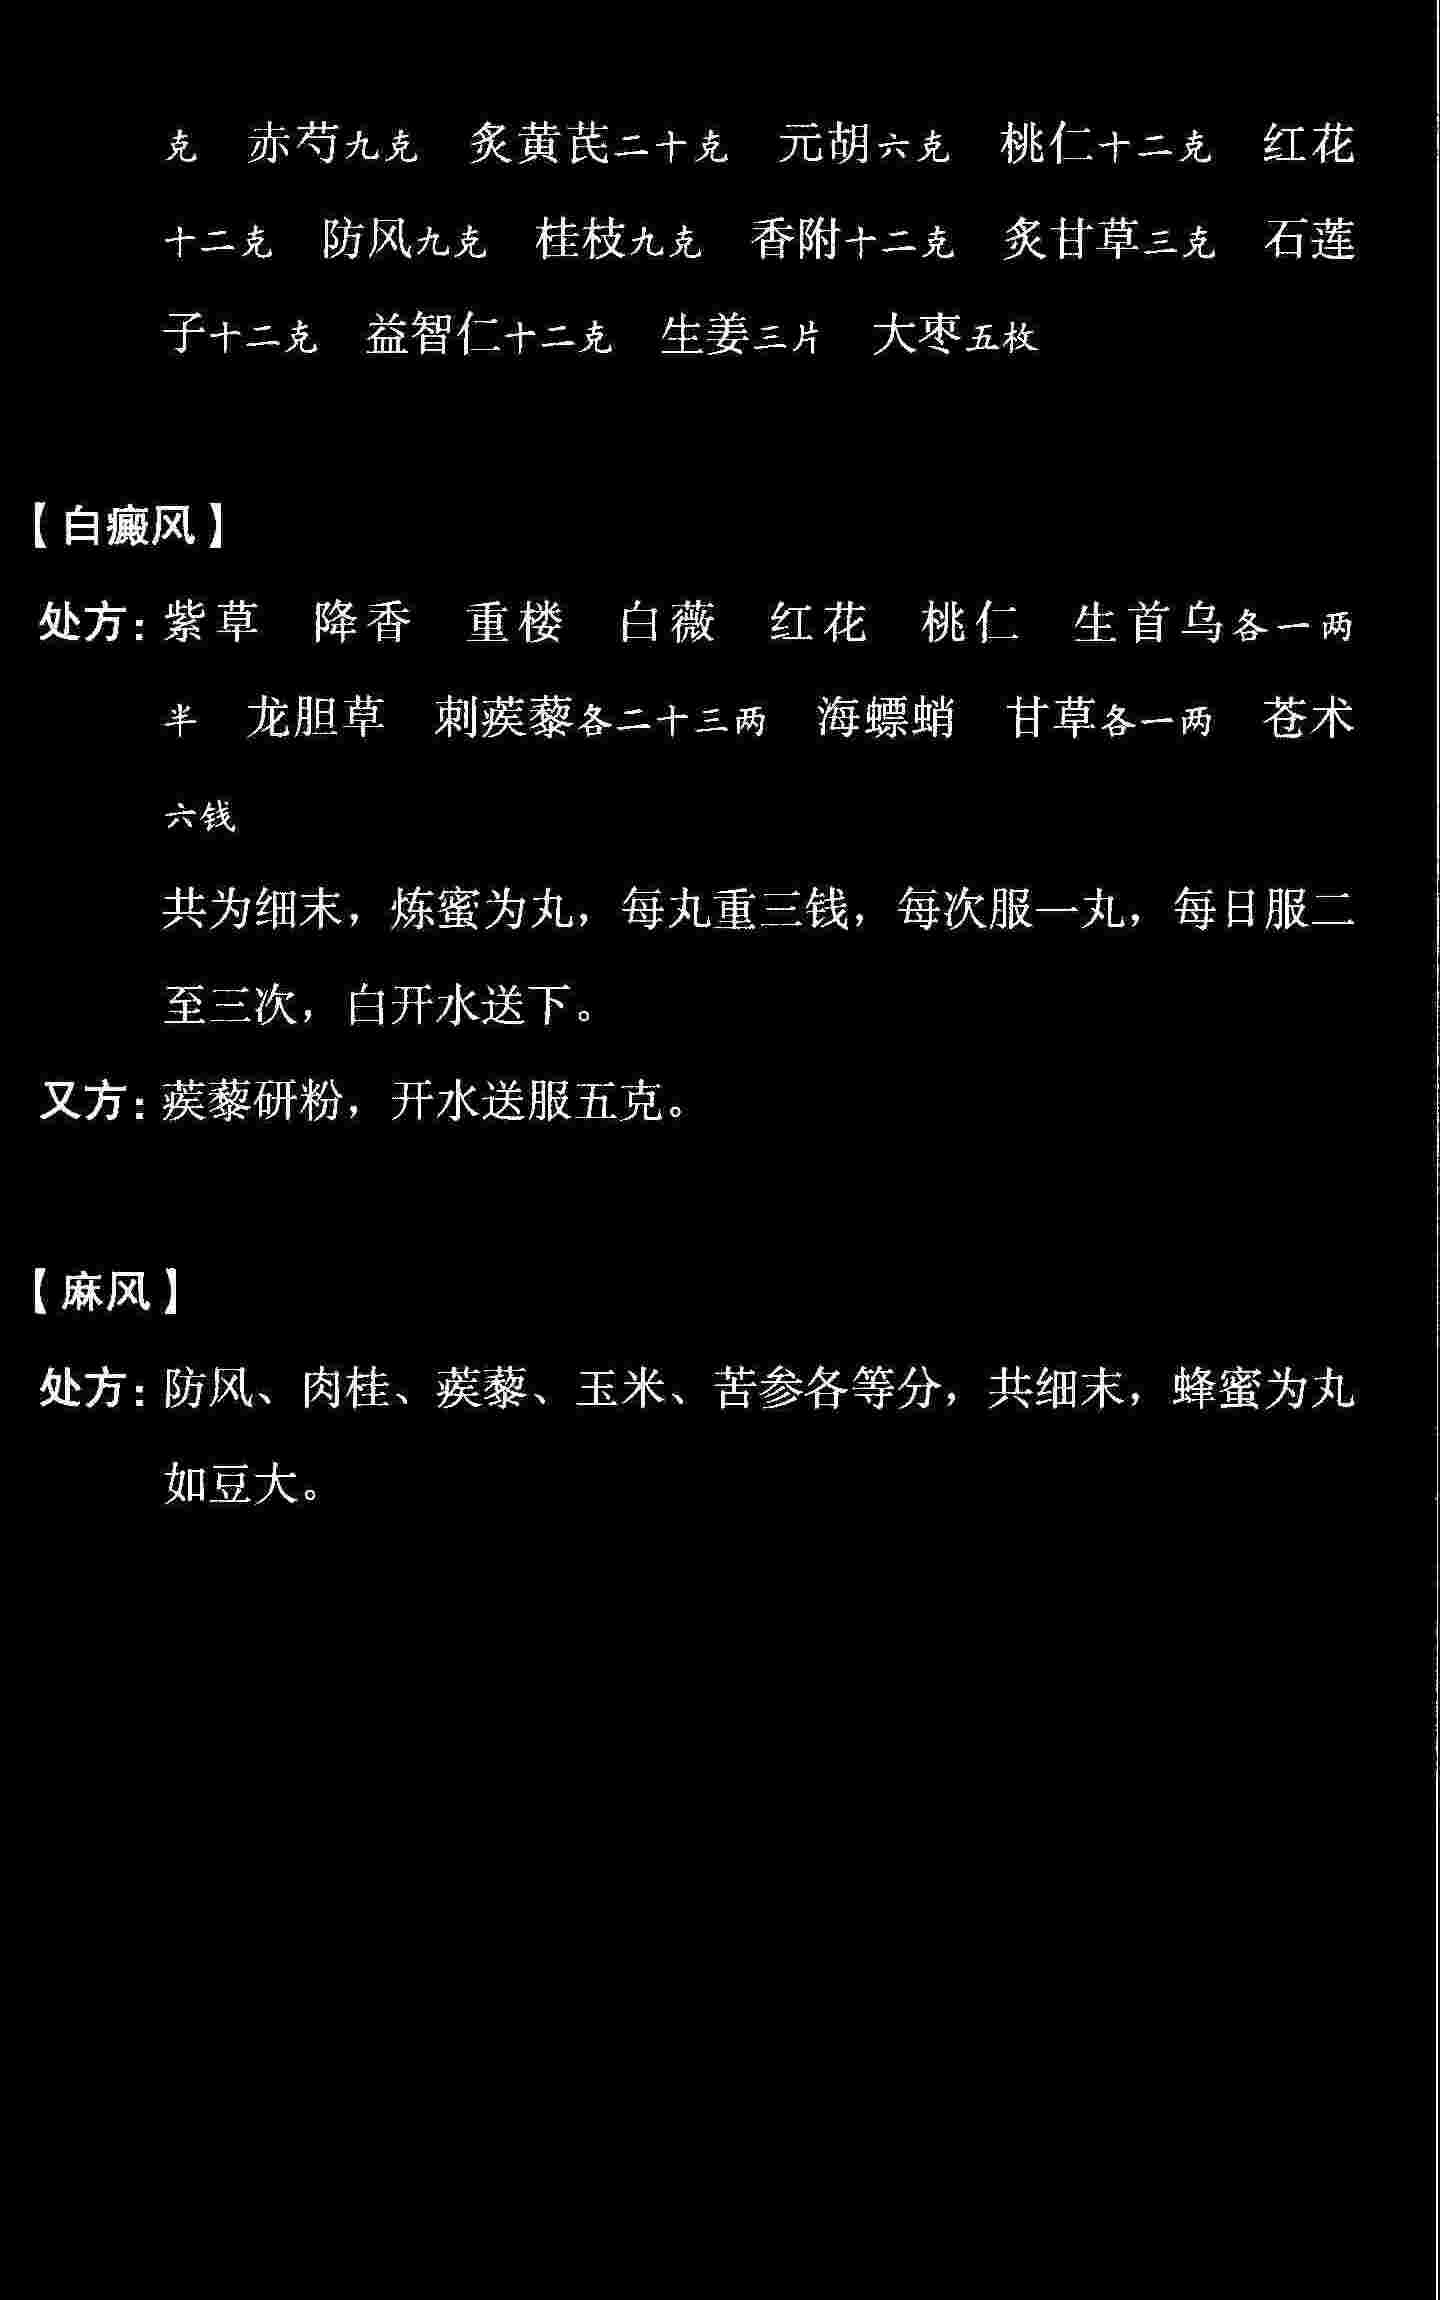 克　赤芍九克　炙黄芪二十克　元胡六克　桃仁十二克　红花
十二克　防风九克　桂枝九克　香附十二克　炙甘草三克　石莲
子十二克　益智仁十二克　生姜三片　大枣五枚
【白癜风】
处方：紫草　降香　重楼　白薇　红花　桃仁　生首乌各一两
半　龙胆草　刺蒺藜各二十三两　海螵蛸　甘草各一两　苍术
六钱
共为细末，炼蜜为丸，每丸重三钱，每次服一丸，每日服二
至三次，白开水送下。
又方：蒺藜研粉，开水送服五克。
【麻风】
处方：防风、肉桂、蒺藜、玉米、苦参各等分，共细末，蜂蜜为丸
如豆大。